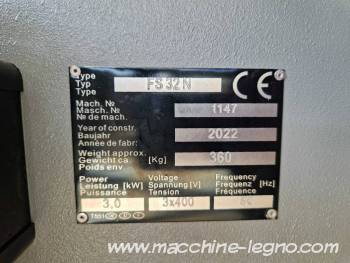 Type
Typ
Type
FS 32 N
CE
Mach. №
Masch. №
№ de mach.
1147
Year of constr.
Baujahr
Année de fabr:
2022
Weight approx.
Gewicht ca.
Poids env.
[Kg]
360
Power
Leistung [kW]
Puissance
Voltage
Spannung [V]
Tension
Frequency
Frequenz [Hz]
Fréquence
3,0
3x400
www.macchine-legno.com